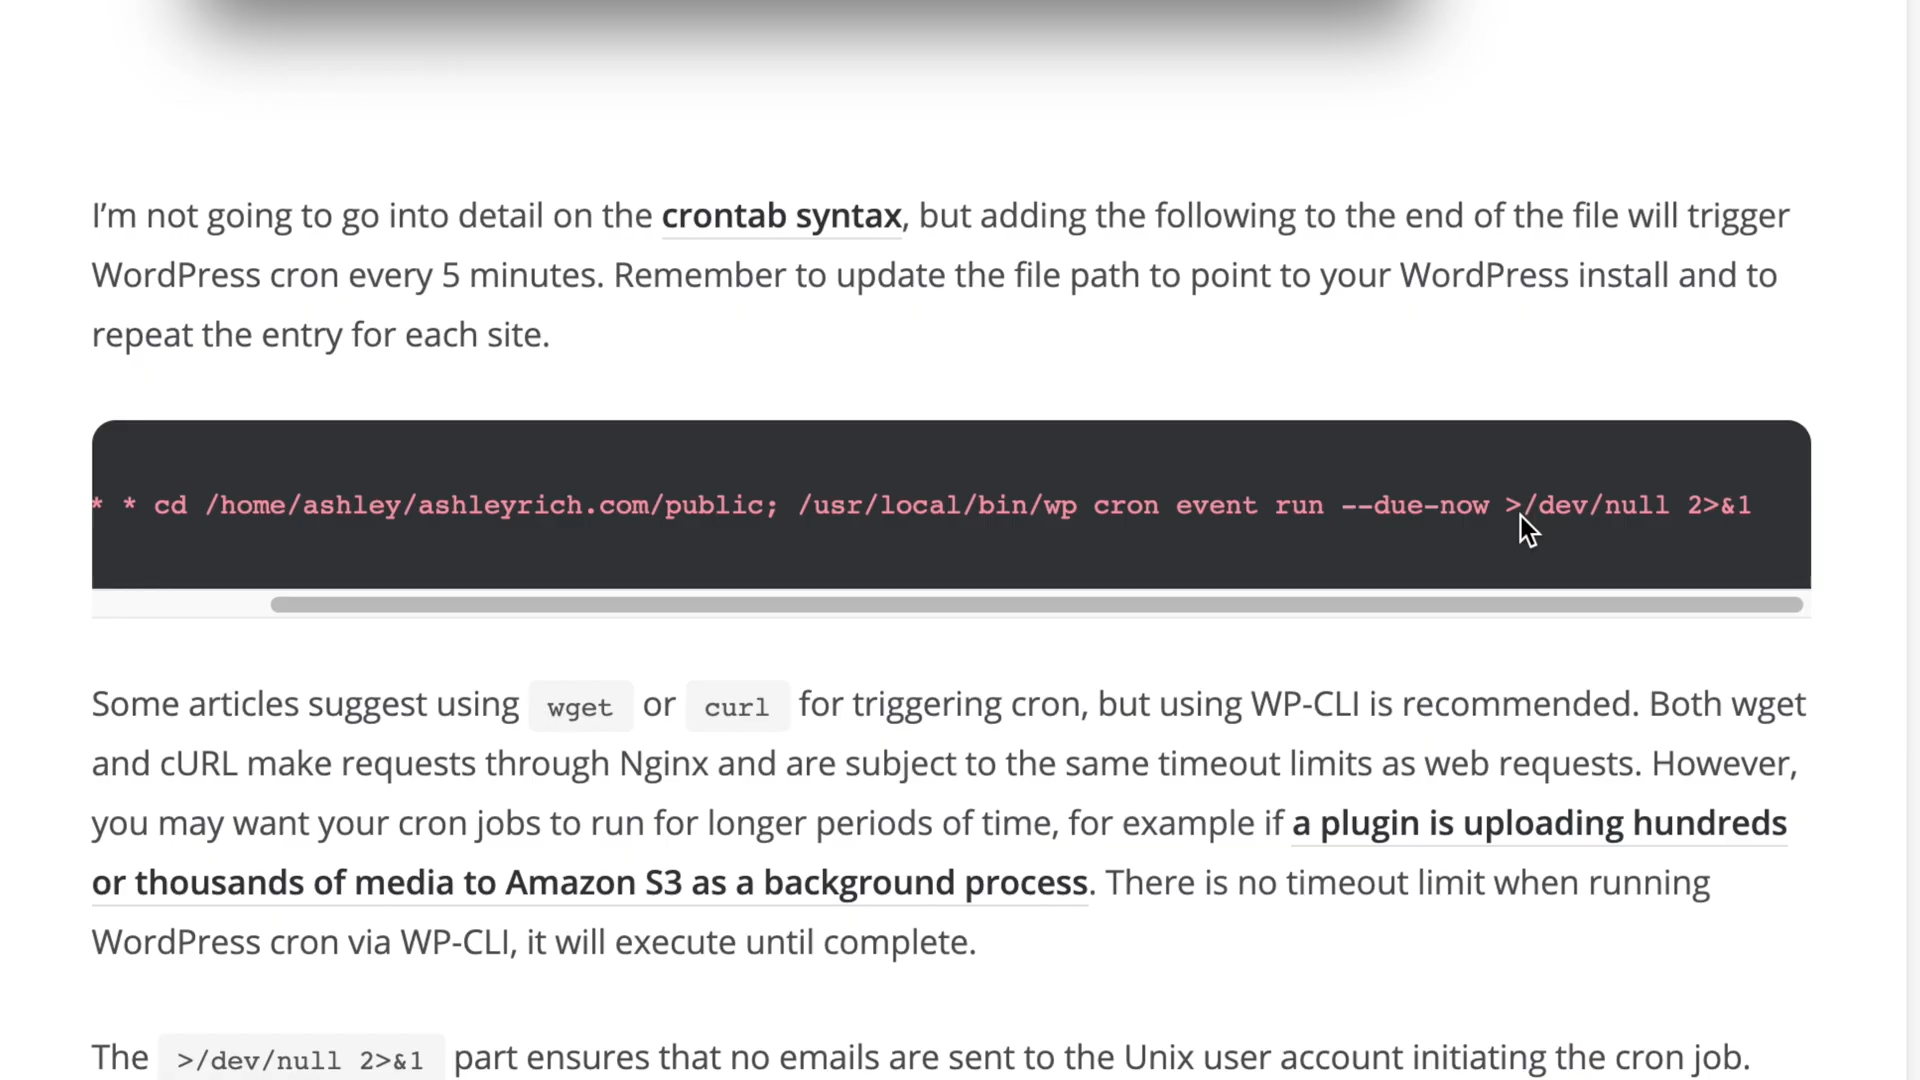 I’m not going to go into detail on the crontab syntax, but adding the following to the end of the file will trigger
WordPress cron every 5 minutes. Remember to update the file path to point to your WordPress install and to
repeat the entry for each site.
* * cd /home/ashley/ashleyrich.com/public; /usr/local/bin/wp cron event run --due-now >/dev/null 2>&1
Some articles suggest using wget or curl for triggering cron, but using WP-CLI is recommended. Both wget
and cURL make requests through Nginx and are subject to the same timeout limits as web requests. However,
you may want your cron jobs to run for longer periods of time, for example if a plugin is uploading hundreds
or thousands of media to Amazon S3 as a background process. There is no timeout limit when running
WordPress cron via WP-CLI, it will execute until complete.
The >/dev/null 2>&1 part ensures that no emails are sent to the Unix user account initiating the cron job.